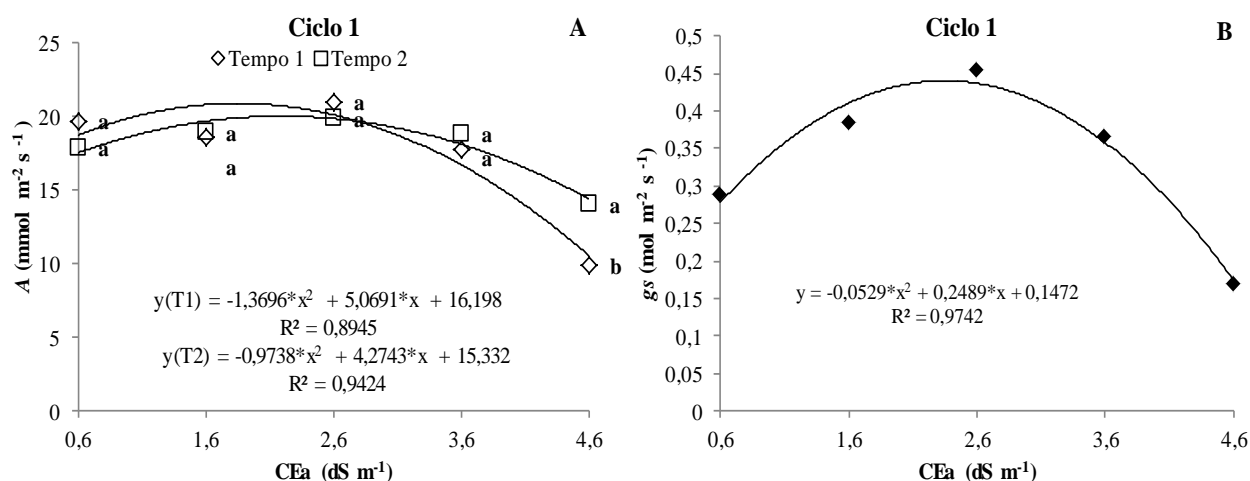 Ciclo 1
A
◇Tempo 1 □Tempo 2
25
20
15
10
5
0
A (mmol m⁻² s⁻¹)
a
a
a
a
a
a
a
a
a
b
y(T1) = -1,3696*x² + 5,0691*x + 16,198
R² = 0,8945
y(T2) = -0,9738*x² + 4,2743*x + 15,332
R² = 0,9424
0,6 1,6 2,6 3,6 4,6
CEa (dS m⁻¹)
Ciclo 1
B
0,5
0,45
0,4
0,35
0,3
0,25
0,2
0,15
0,1
0,05
0
gs (mol m⁻² s⁻¹)
y = -0,0529*x² + 0,2489*x + 0,1472
R² = 0,9742
0,6 1,6 2,6 3,6 4,6
CEa (dS m⁻¹)